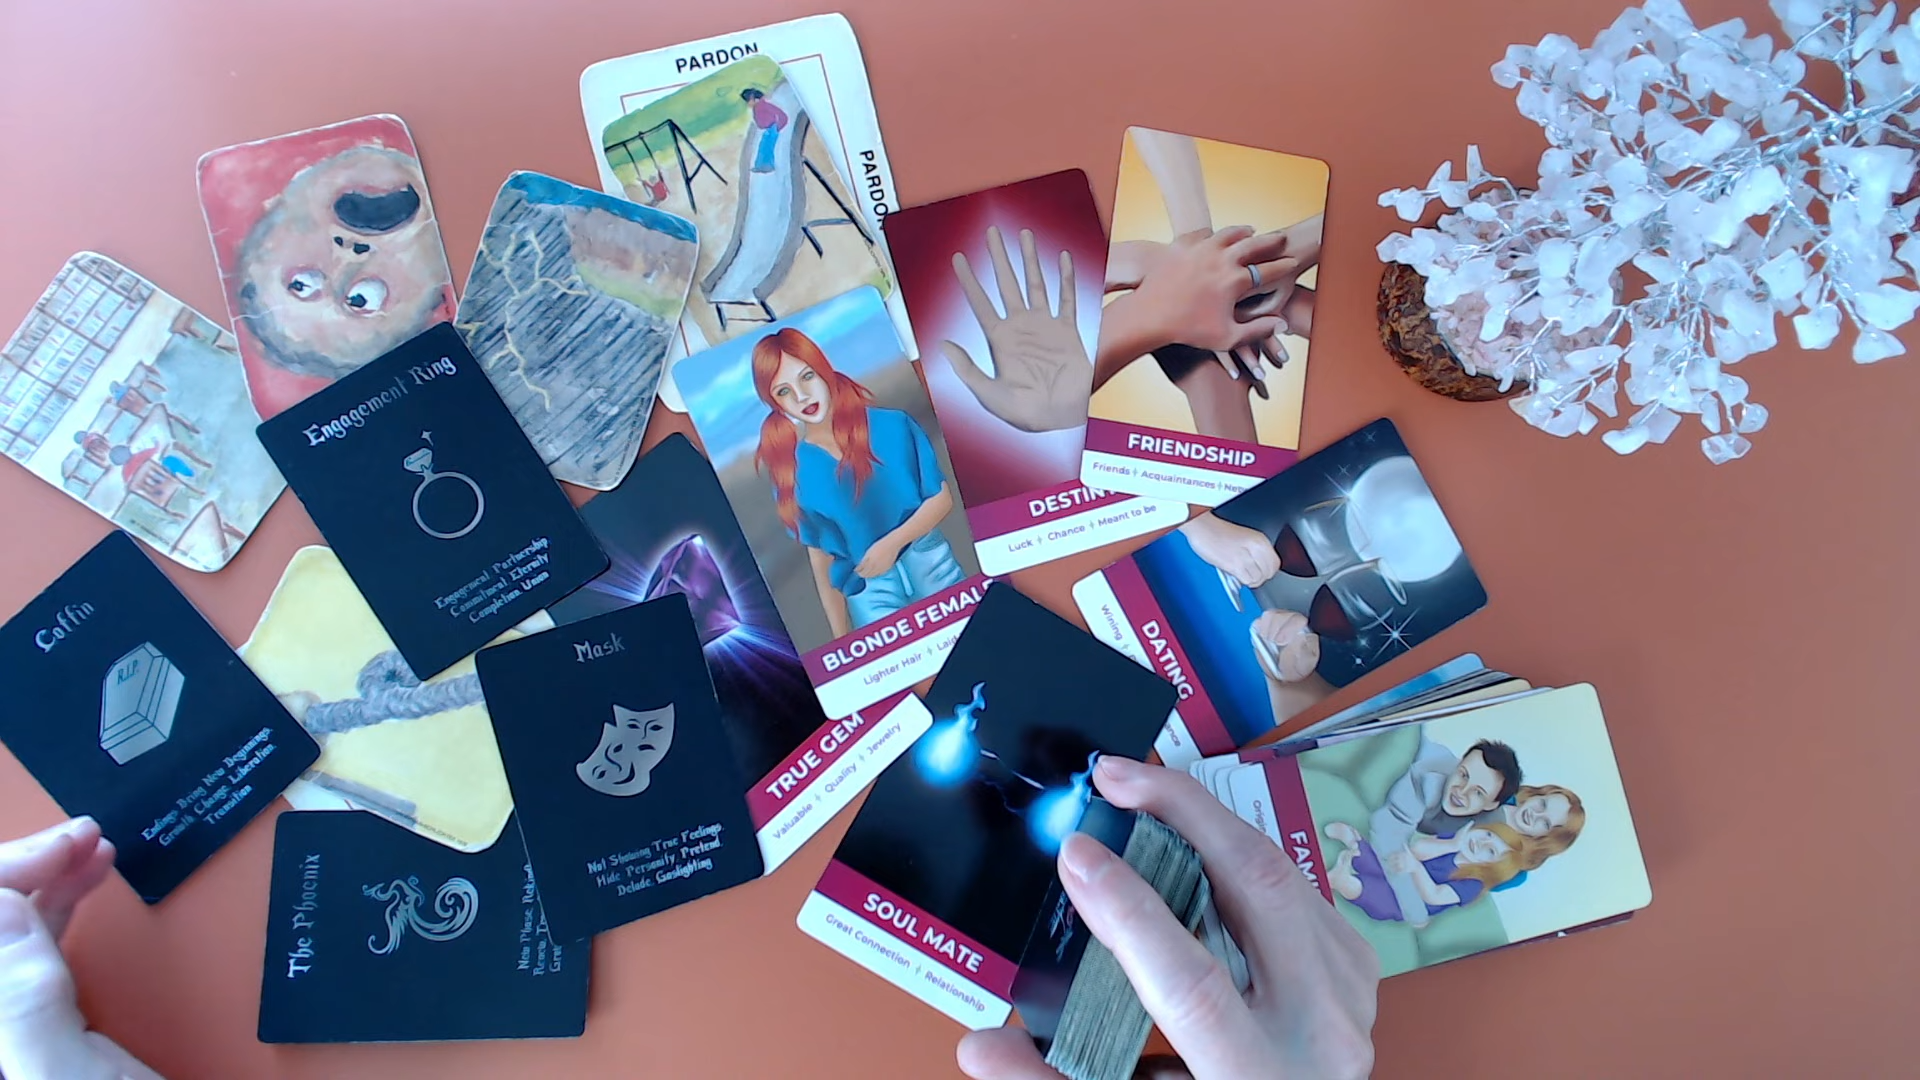 PARDON
PARDON
Engagement Ring
Engagement Partnership
Commitment Eternity
Completion Union
Coffin
R.I.P.
Endings Bring New Beginnings.
Growth. Change. Liberation.
Transition
Mask
Not Showing True Feelings.
Hide Personify Pretend.
Delude. Gaslighting
The Phoenix
New Phase
BLONDE FEMALE
Lighter Hair
DESTIN
Luck Chance Meant to be
FRIENDSHIP
Friends Acquaintances
DATING
Wining
TRUE GEM
Valuable Quality Jewelry
SOUL MATE
Great Connection Relationship
FAM